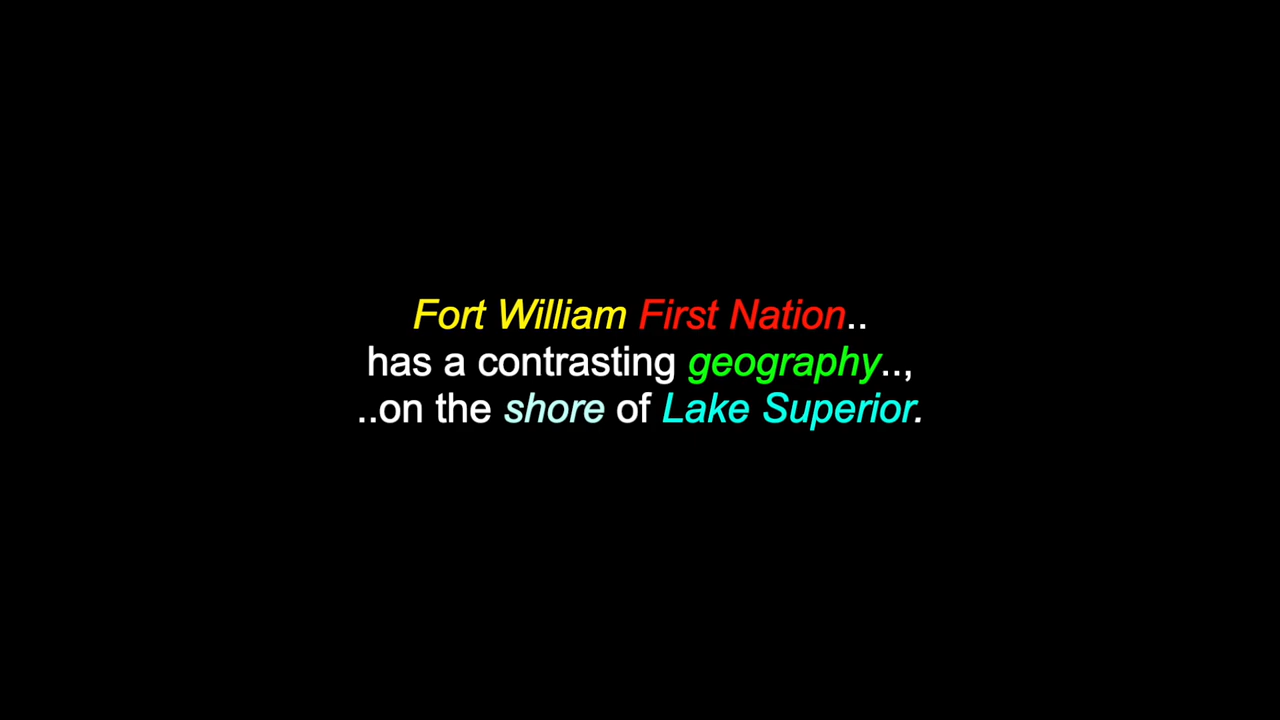 Fort William First Nation..
has a contrasting geography..,
..on the shore of Lake Superior.